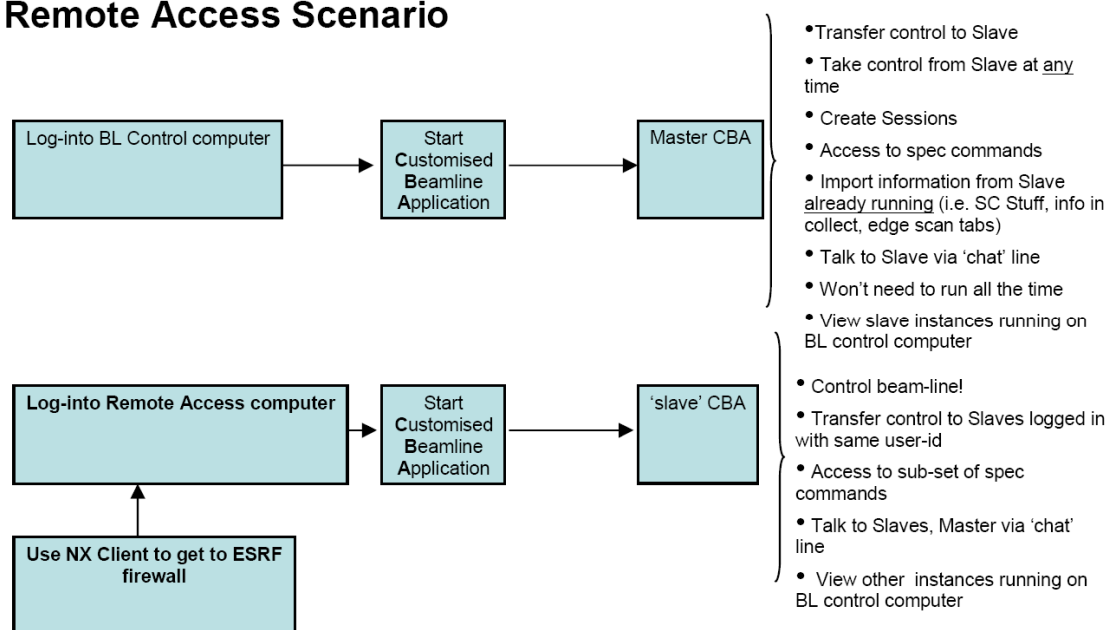 Remote Access Scenario
Log-into BL Control computer
Start
Customised
Beamline
Application
Master CBA
•Transfer control to Slave
• Take control from Slave at any
time
• Create Sessions
• Access to spec commands
• Import information from Slave
already running (i.e. SC Stuff, info in
collect, edge scan tabs)
• Talk to Slave via ‘chat’ line
• Won’t need to run all the time
• View slave instances running on
BL control computer
Log-into Remote Access computer
Start
Customised
Beamline
Application
‘slave’ CBA
• Control beam-line!
• Transfer control to Slaves logged in
with same user-id
• Access to sub-set of spec
commands
• Talk to Slaves, Master via ‘chat’
line
• View other instances running on
BL control computer
Use NX Client to get to ESRF
firewall